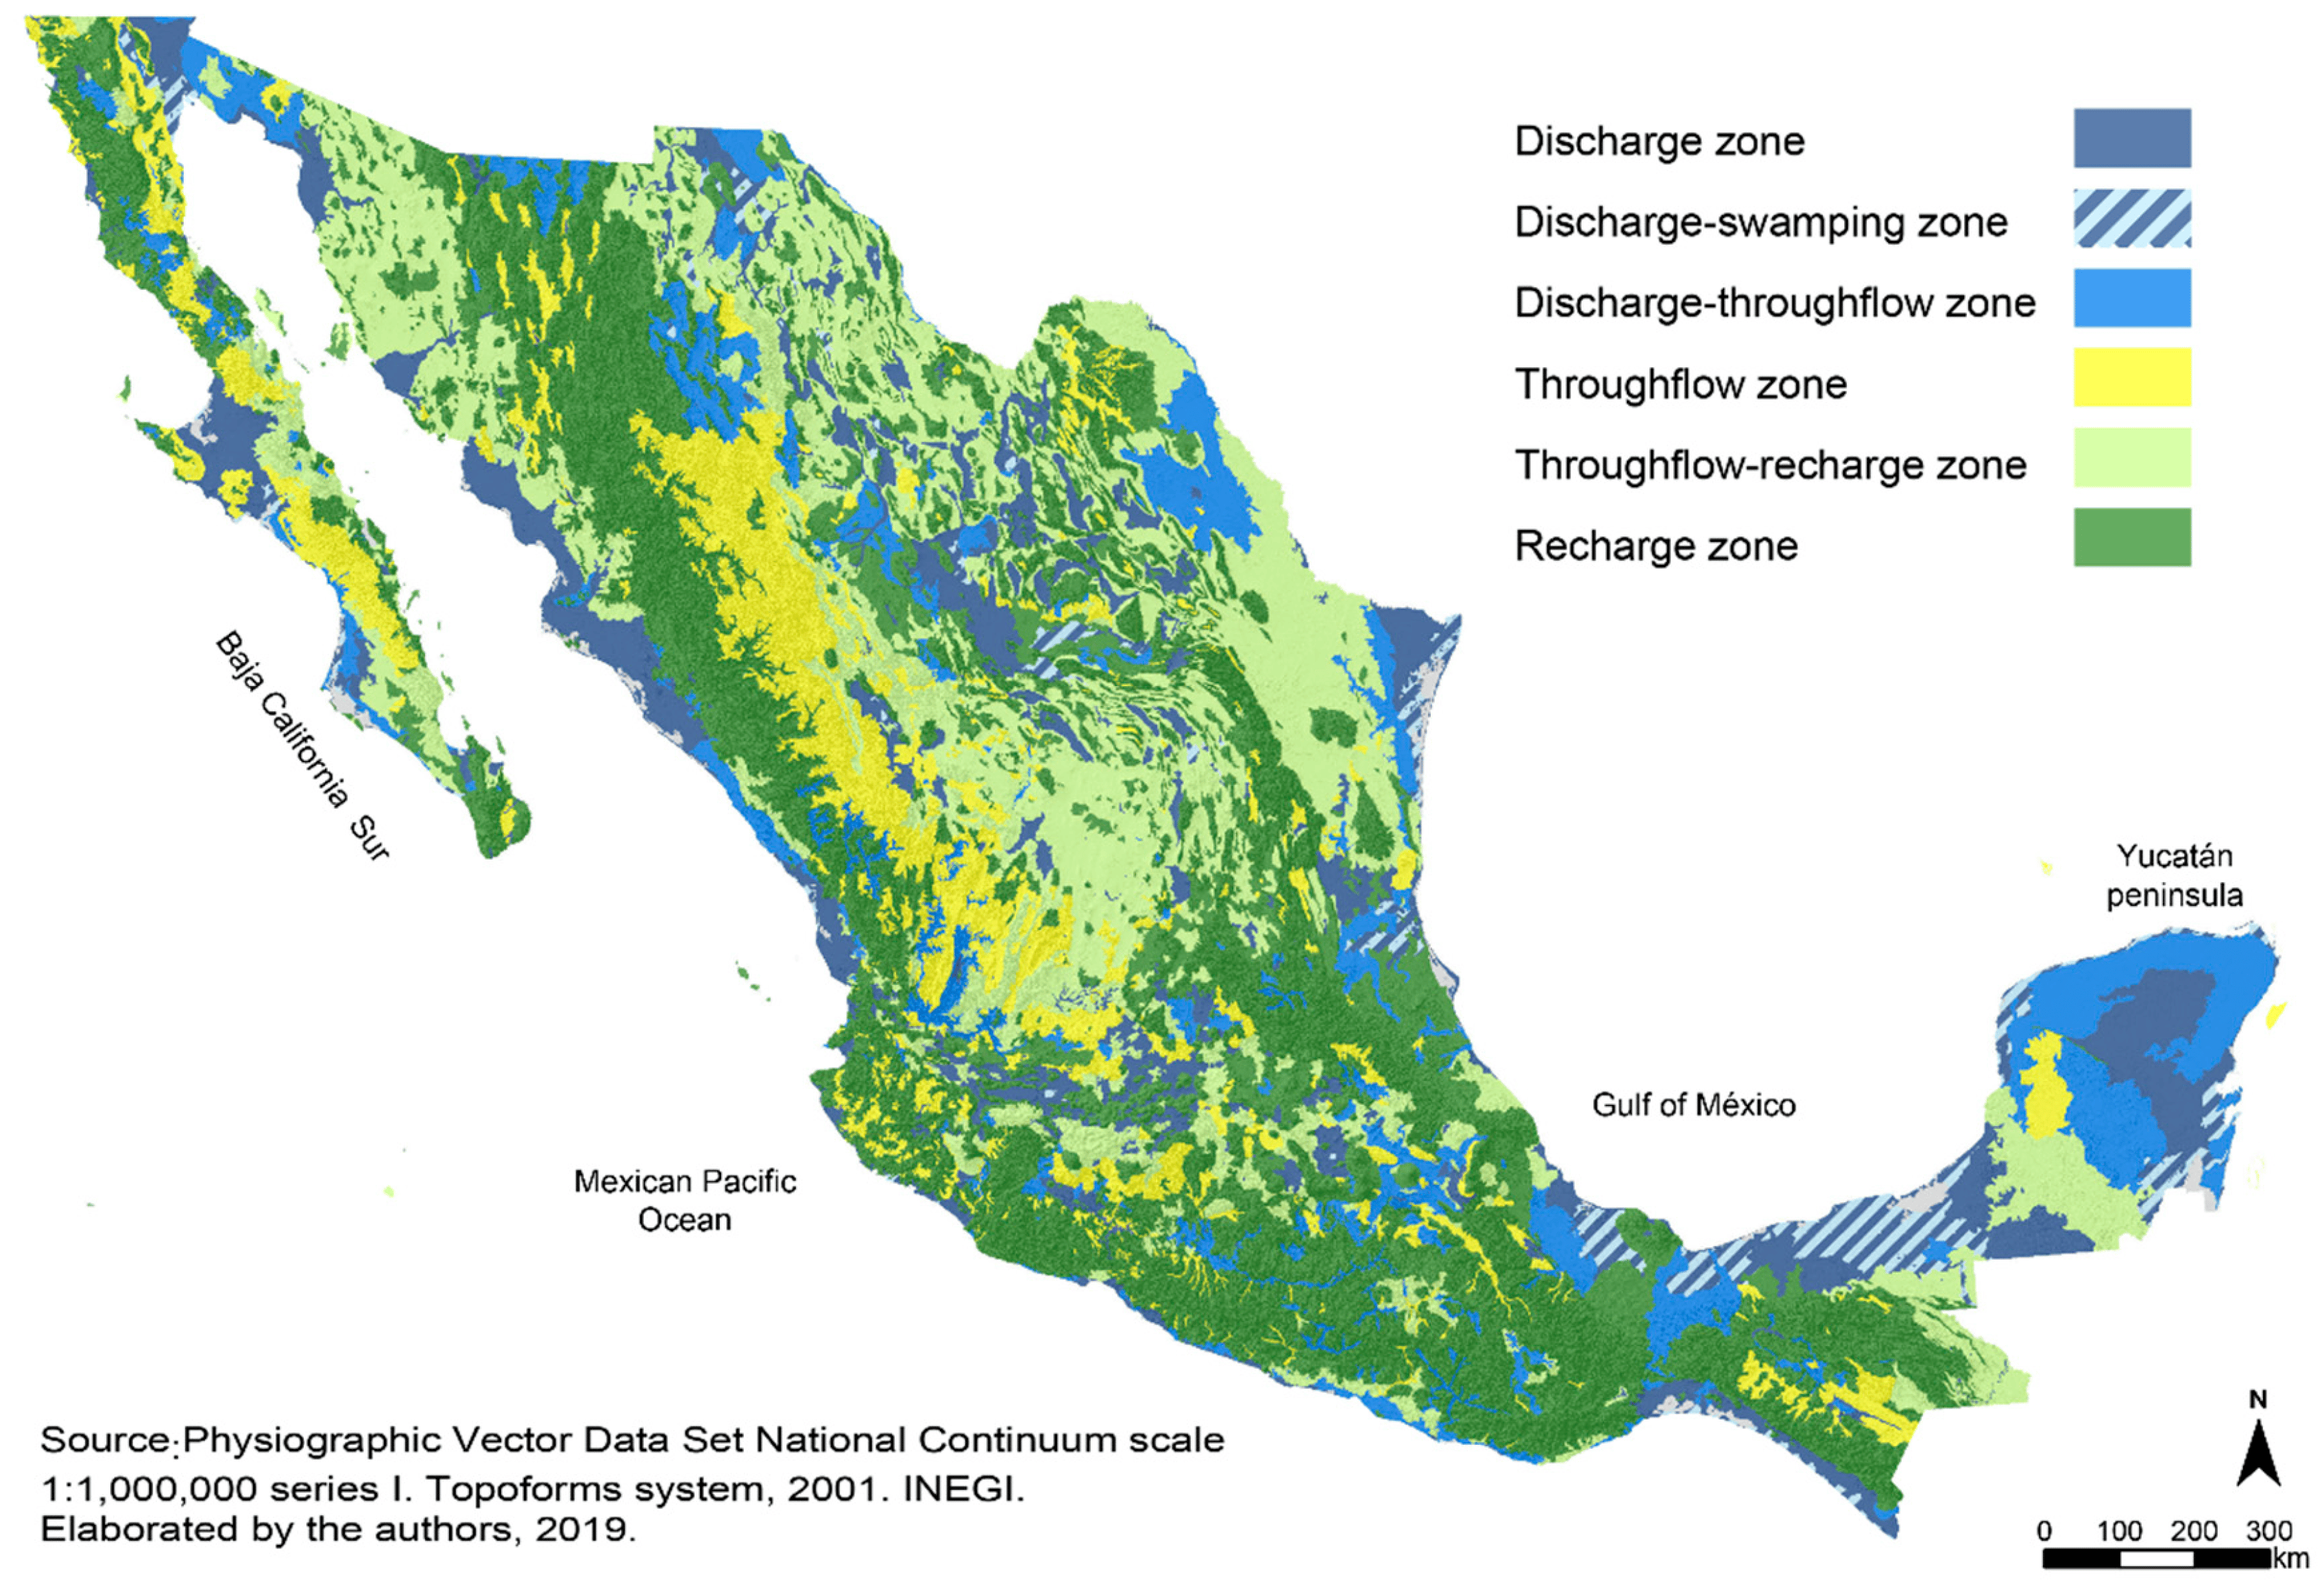 Discharge zone
Discharge-swamping zone
Discharge-throughflow zone
Throughflow zone
Throughflow-recharge zone
Recharge zone
Baja California Sur
Yucatán
peninsula
Gulf of México
Mexican Pacific
Ocean
Source:Physiographic Vector Data Set National Continuum scale
1:1,000,000 series I. Topoforms system, 2001. INEGI.
Elaborated by the authors, 2019.
N
0 100 200 300
km